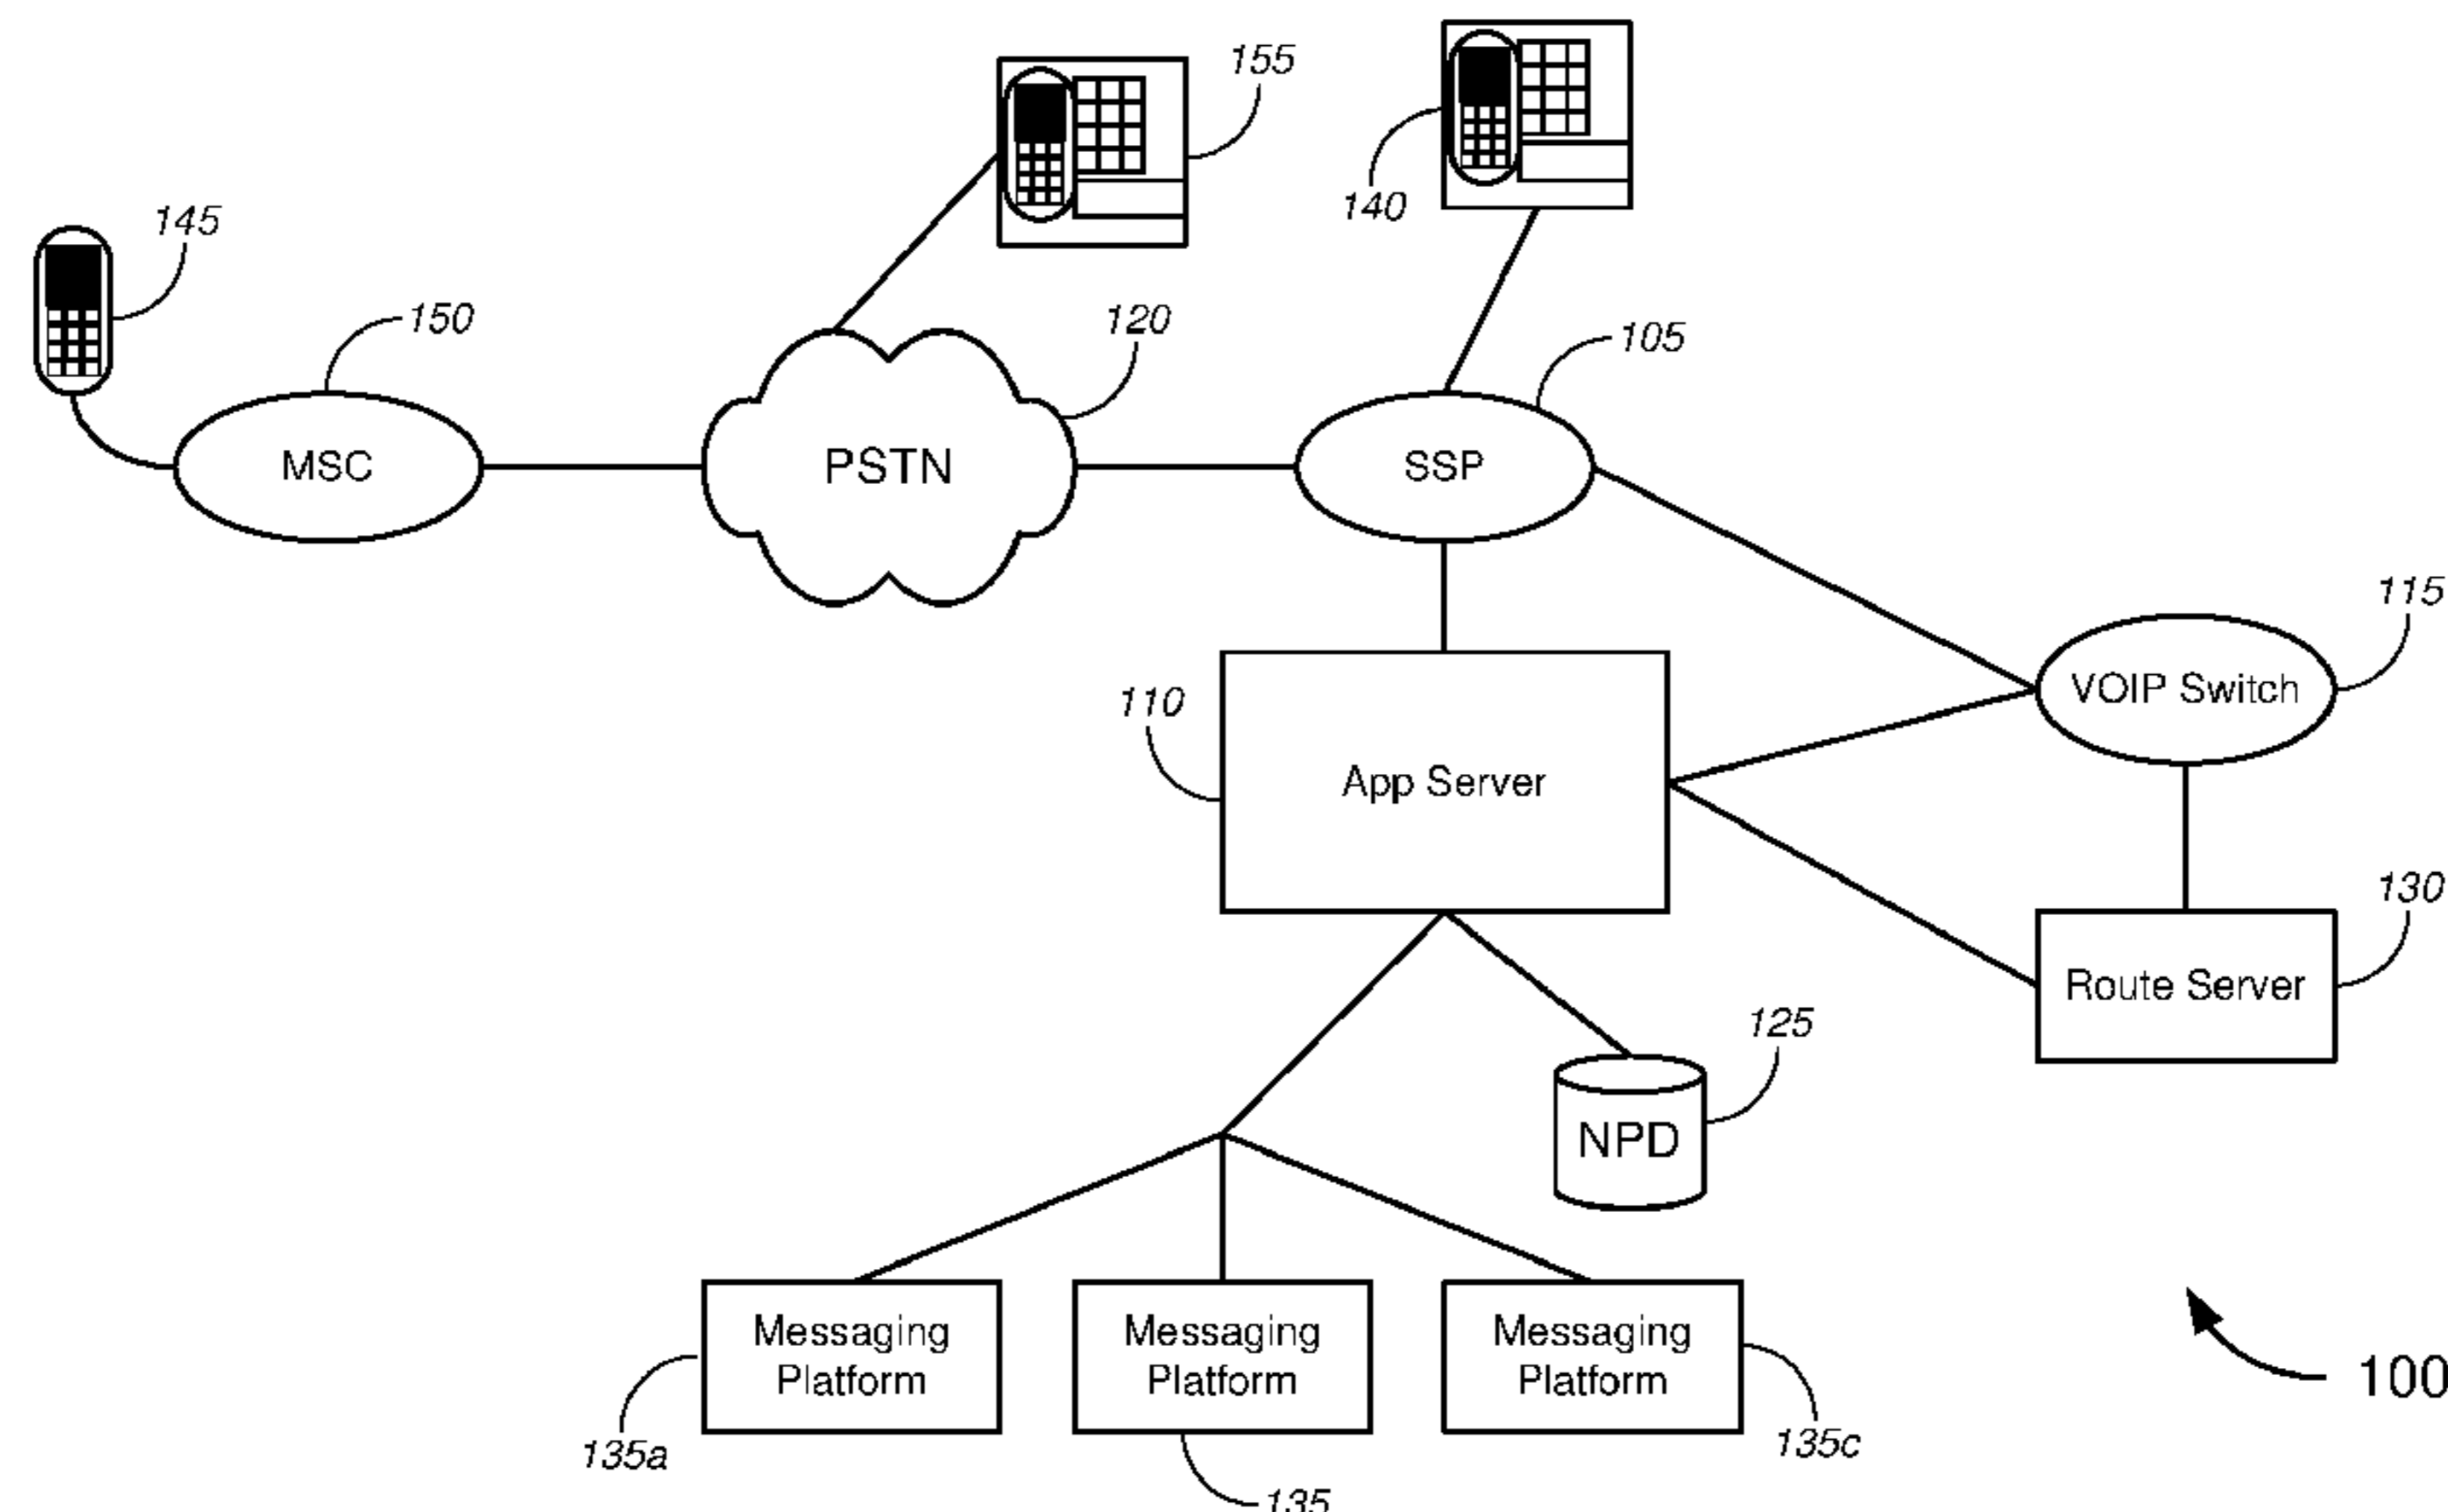 155
140
145
150
120
105
MSC
PSTN
SSP
115
110
VOIP Switch
App Server
130
Route Server
125
NPD
Messaging
Platform
Messaging
Platform
Messaging
Platform
100
135a
135c
135